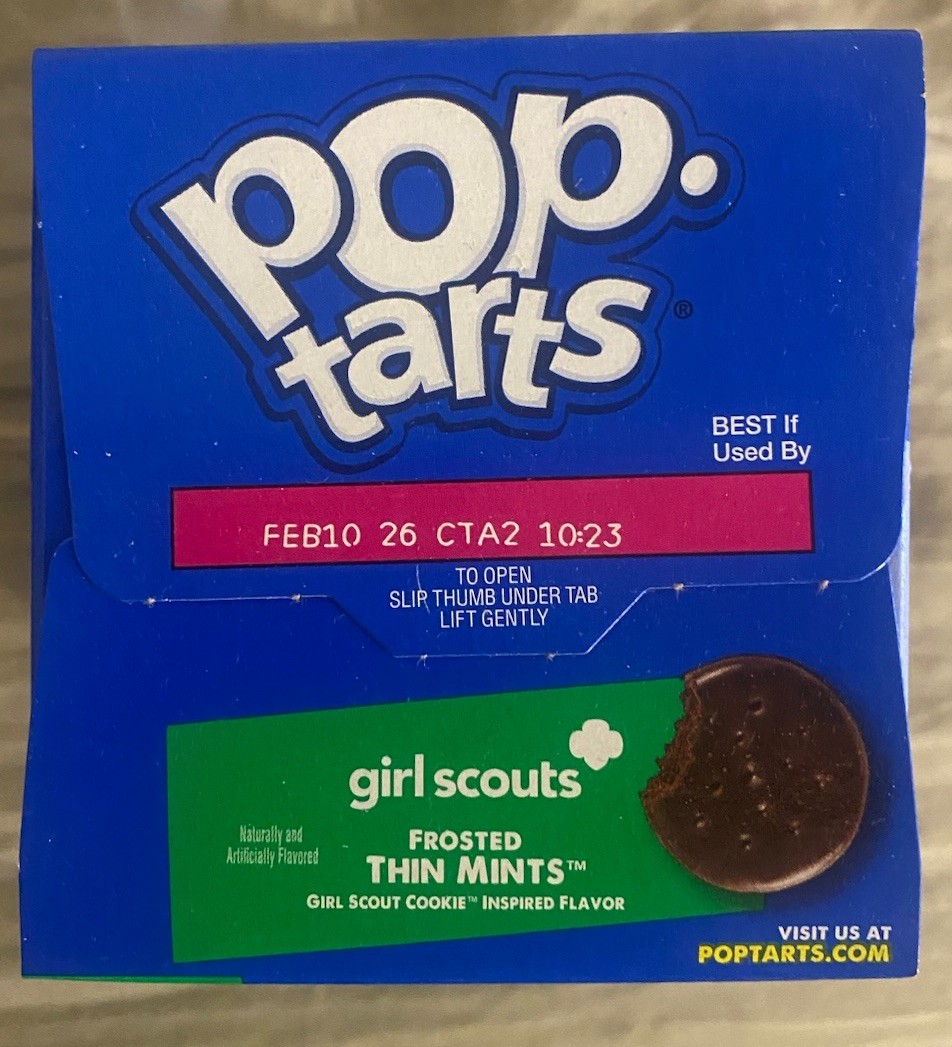 pop.
tarts®
BEST If
Used By
FEB10 26 CTA2 10:23
TO OPEN
SLIP THUMB UNDER TAB
LIFT GENTLY
girl scouts
Naturally and
Artificially Flavored
FROSTED
THIN MINTS™
GIRL SCOUT COOKIE™ INSPIRED FLAVOR
VISIT US AT
POPTARTS.COM